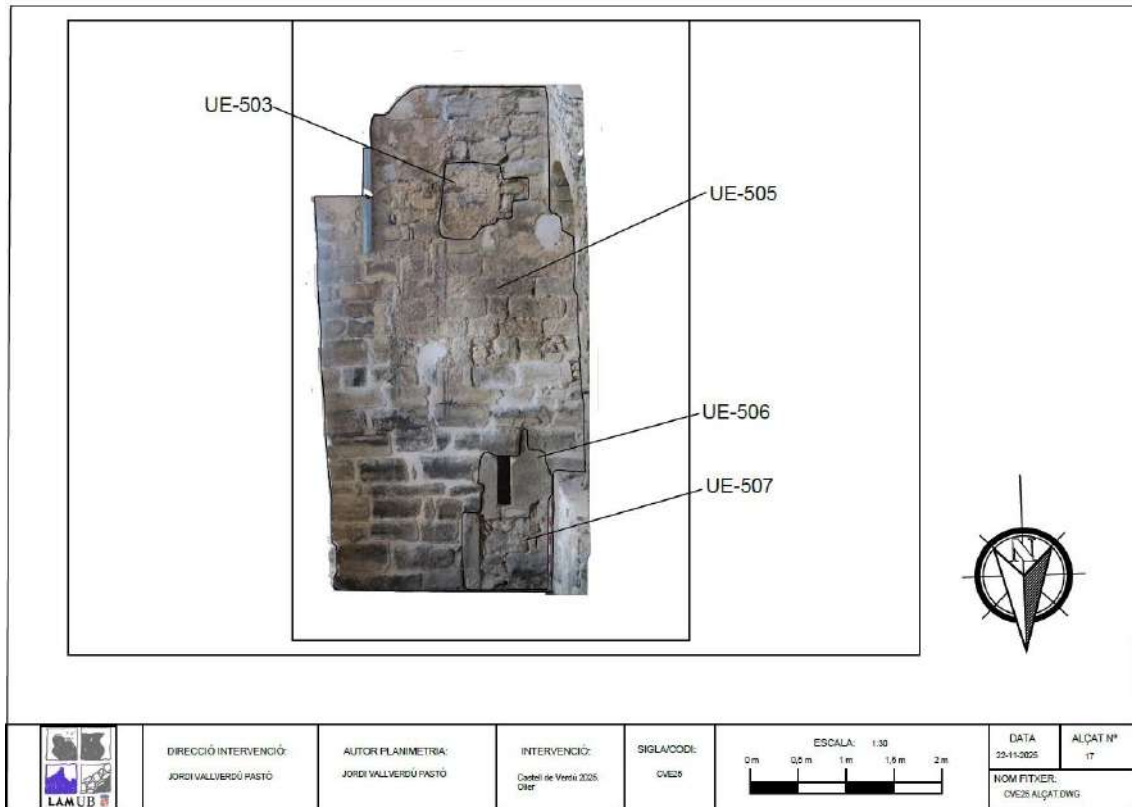 UE-503
UE-505
UE-506
UE-507
N
LAM UB
DIRECCIÓ INTERVENCIÓ:
JORDI VALLVERDÚ PASTÓ
AUTOR PLANIMETRIA:
JORDI VALLVERDÚ PASTÓ
INTERVENCIÓ:
Castell de Verdú 2025.
Oller
SIGLA/CODI:
CVE25
ESCALA: 1:30
0 m 0,5 m 1 m 1,5 m 2 m
DATA
22-11-2025
ALÇAT Nº
17
NOM FITXER:
CVE25 ALÇAT.DWG